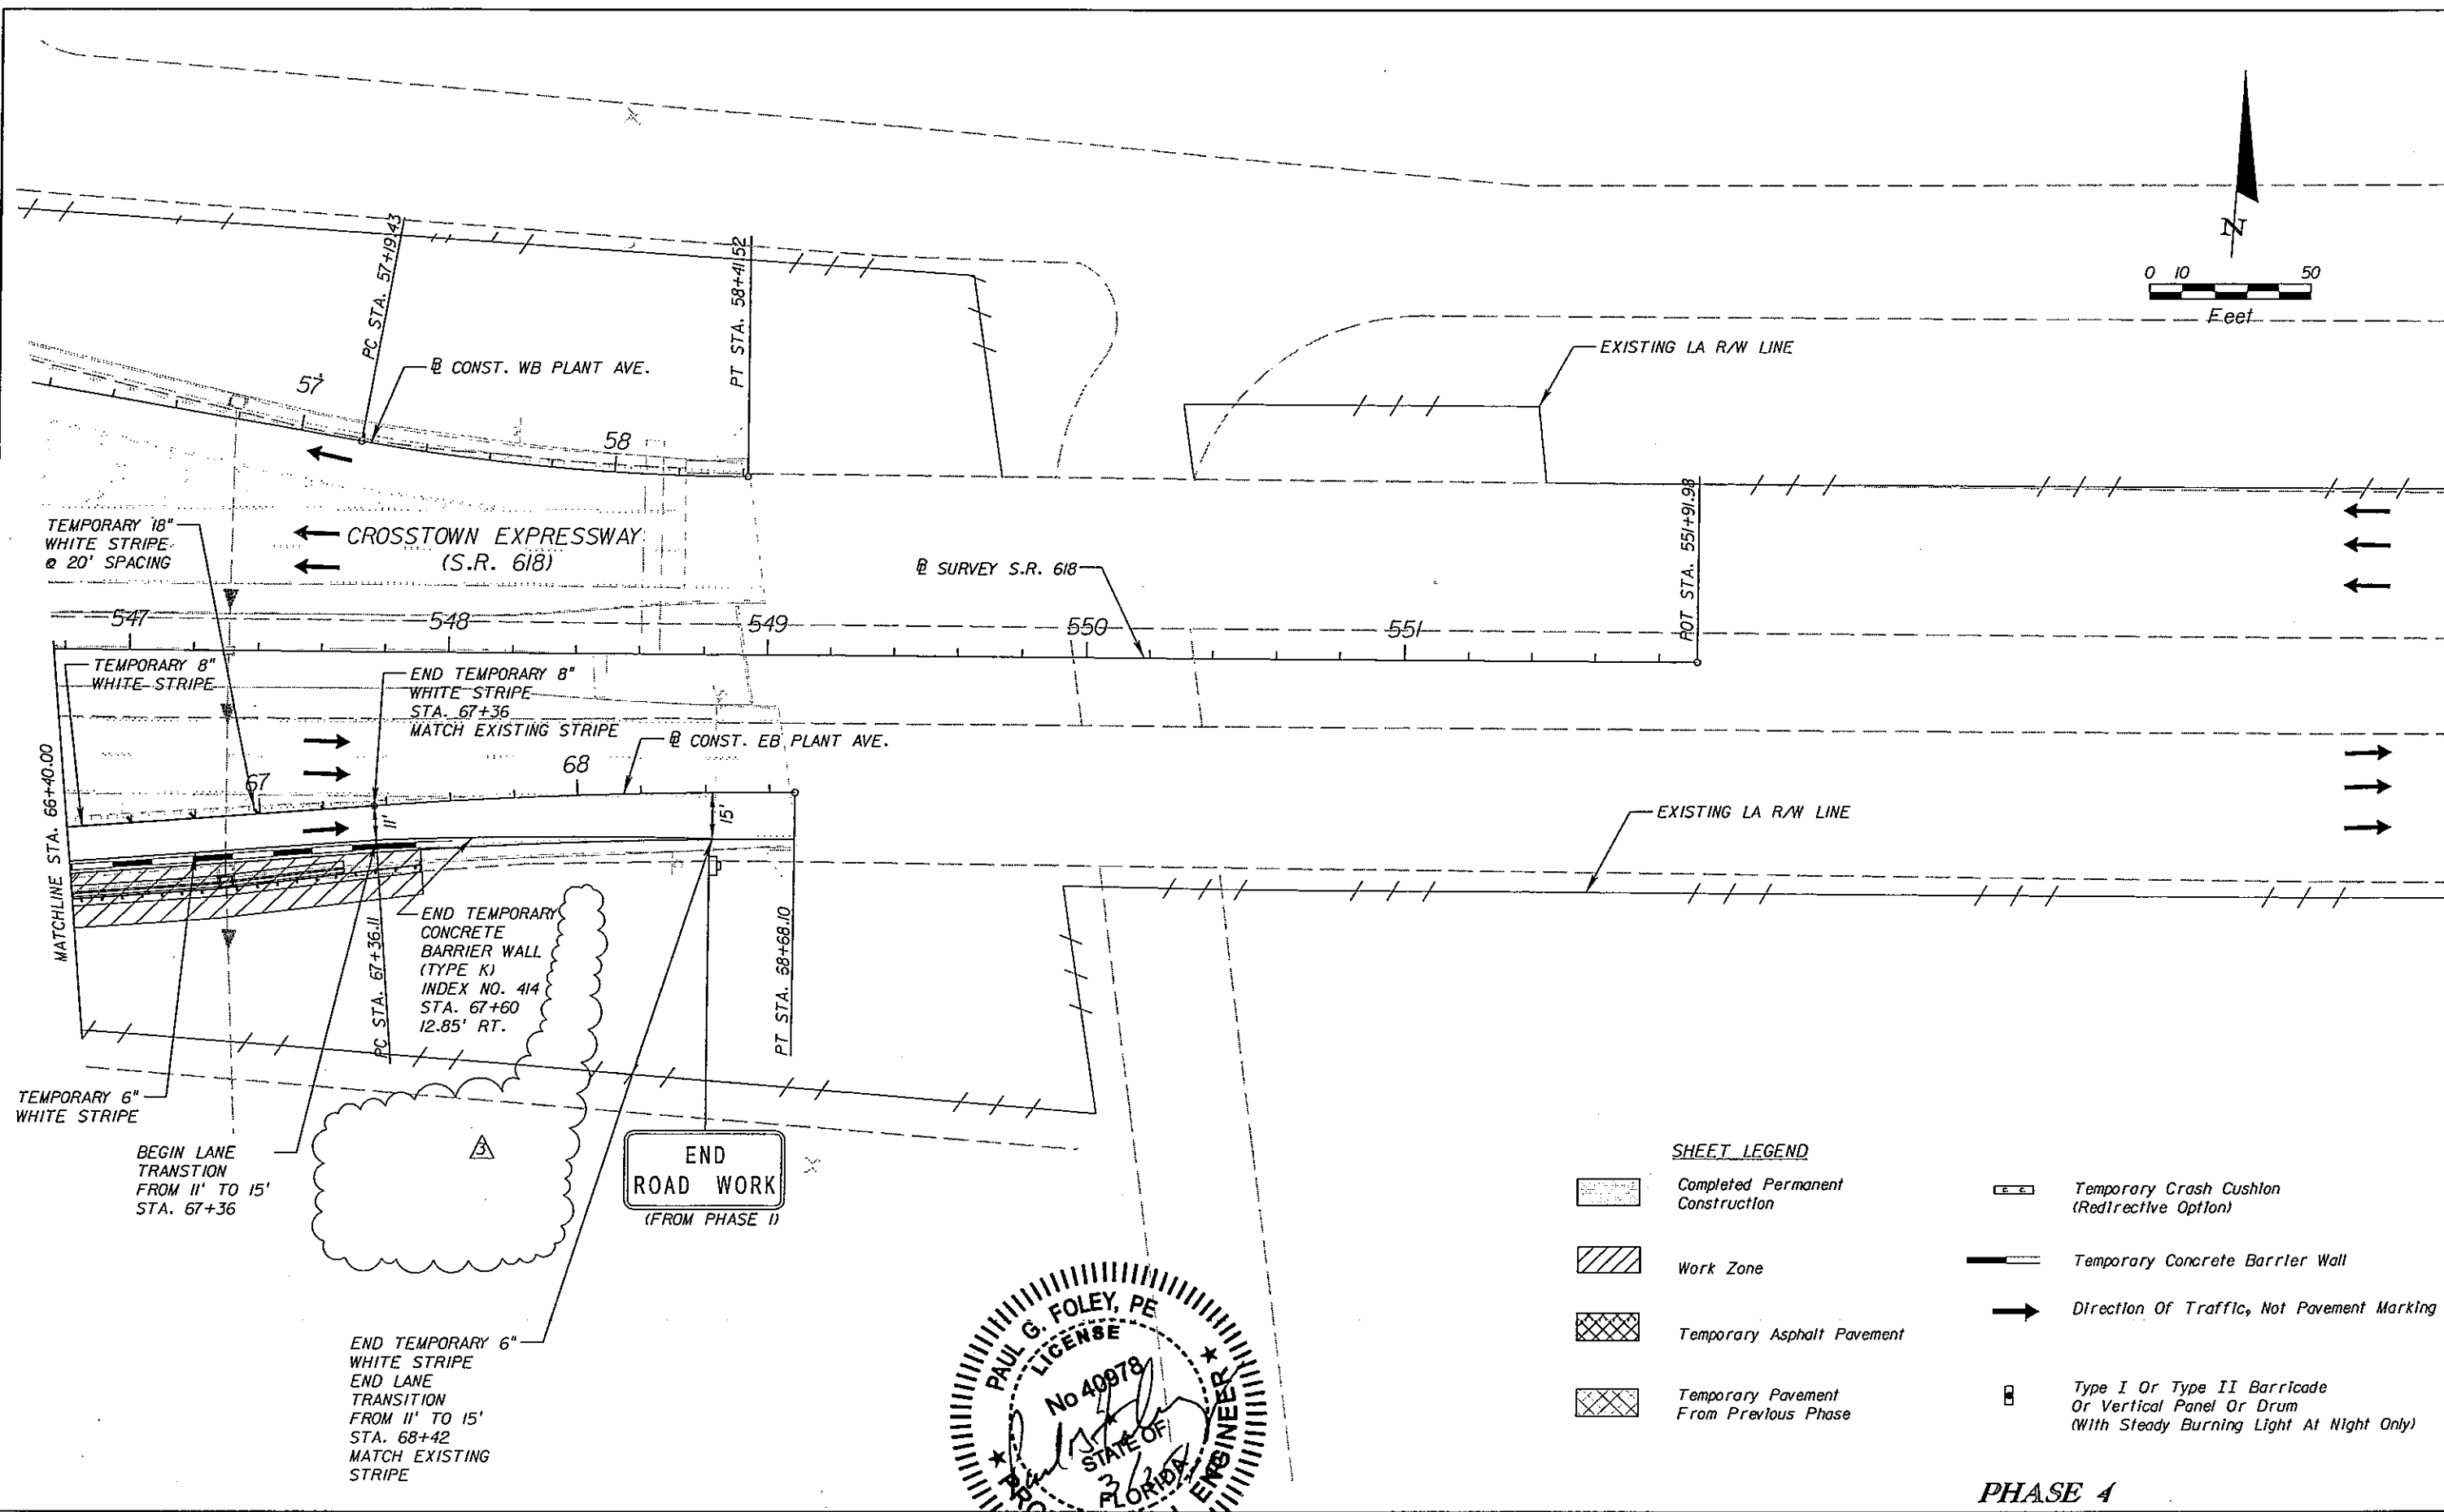 PC STA. 57+19.43
PT STA. 58+41.52
N
0 10 50
Feet
EXISTING LA R/W LINE
57
℄ CONST. WB PLANT AVE.
58
TEMPORARY 18"
WHITE STRIPE
@ 20' SPACING
CROSSTOWN EXPRESSWAY
(S.R. 618)
℄ SURVEY S.R. 618
POT STA. 551+91.98
547
548
549
550
551
TEMPORARY 8"
WHITE STRIPE
END TEMPORARY 8"
WHITE STRIPE
STA. 67+36
MATCH EXISTING STRIPE
℄ CONST. EB PLANT AVE.
MATCHLINE STA. 66+40.00
67
68
11'
15'
EXISTING LA R/W LINE
PC STA. 67+36.11
END TEMPORARY
CONCRETE
BARRIER WALL
(TYPE K)
INDEX NO. 414
STA. 67+60
12.85' RT.
PT STA. 68+68.10
TEMPORARY 6"
WHITE STRIPE
BEGIN LANE
TRANSTION
FROM 11' TO 15'
STA. 67+36
3
END
ROAD WORK
(FROM PHASE I)
END TEMPORARY 6"
WHITE STRIPE
END LANE
TRANSITION
FROM 11' TO 15'
STA. 68+42
MATCH EXISTING
STRIPE
PAUL G. FOLEY, PE
LICENSE
No 40978
STATE OF
FLORIDA
ENGINEER
SHEET LEGEND
Completed Permanent
Construction
Work Zone
Temporary Asphalt Pavement
Temporary Pavement
From Previous Phase
Temporary Crash Cushion
(Redirective Option)
Temporary Concrete Barrier Wall
Direction Of Traffic, Not Pavement Marking
Type I Or Type II Barricade
Or Vertical Panel Or Drum
(With Steady Burning Light At Night Only)
PHASE 4